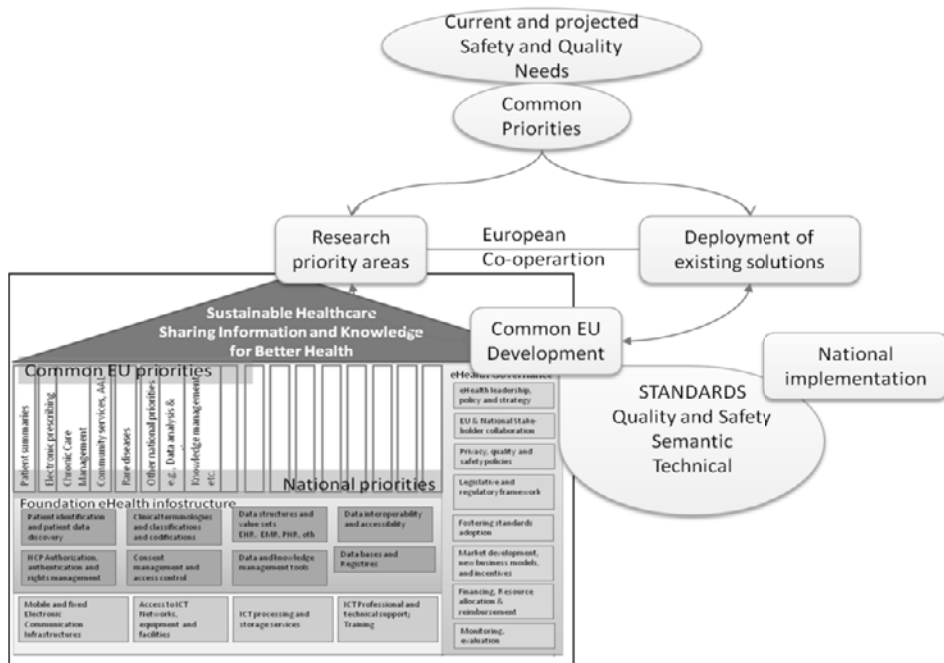 Current and projected
Safety and Quality
Needs
Common
Priorities
Research
priority areas
European
Co-operartion
Deployment of
existing solutions
Sustainable Healthcare
Sharing Information and Knowledge
for Better Health
Common EU
Development
National
implementation
STANDARDS
Quality and Safety
Semantic
Technical
Common EU priorities
Patient summaries
Electronic prescribing
Chronic Care
Management
Community services, AAL
Rare diseases
Other national priorities
e.g., Data analysis &
Knowledge management
etc.
National priorities
eHealth Governance
eHealth leadership,
policy and strategy
EU & National Stake-
holder collaboration
Privacy, quality and
safety policies
Legislative and
regulatory framework
Fostering standards
adoption
Market development,
new business models,
and incentives
Financing, Resource
allocation &
reimbursement
Monitoring,
evaluation
Foundation eHealth infostructure
Patient identification
and patient data
discovery
Clinical terminologies
and classifications
and codifications
Data structures and
value sets
EHR, EMR, PHR, oth
Data interoperability
and accessibility
HCP Authorization,
authentication and
rights management
Consent
management and
access control
Data and knowledge
management tools
Data bases and
Registires
Mobile and fixed
Electronic
Communication
Infrastructures
Access to ICT
Networks,
equipment and
facilities
ICT processing and
storage services
ICT Professional and
technical support;
Training